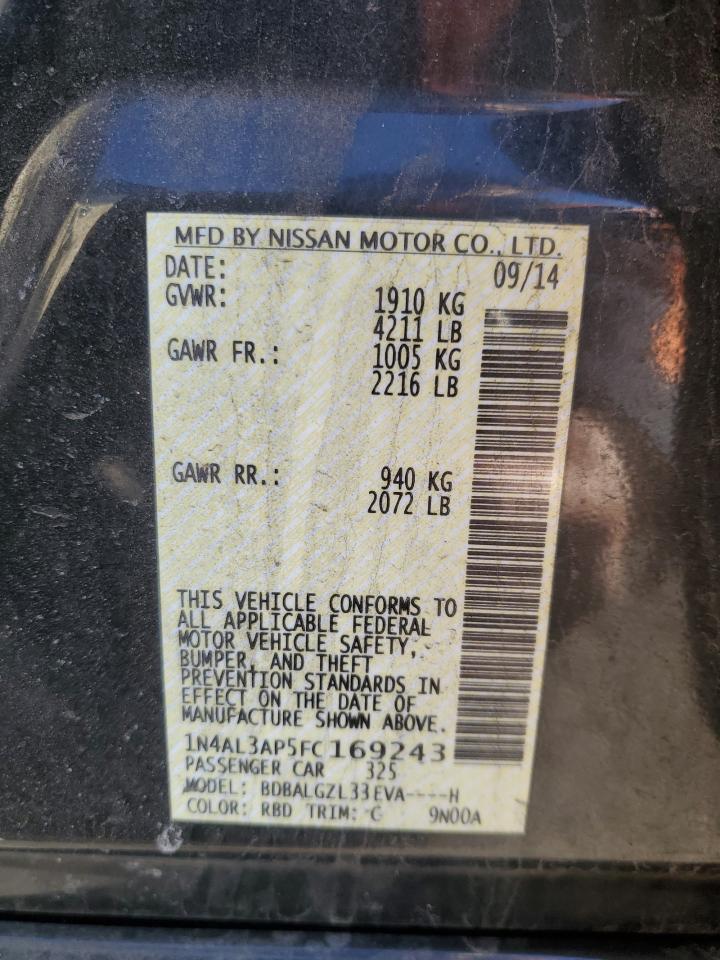 MFD BY NISSAN MOTOR CO., LTD.
DATE: 09/14
GVWR: 1910 KG
4211 LB
GAWR FR.: 1005 KG
2216 LB
GAWR RR.: 940 KG
2072 LB
THIS VEHICLE CONFORMS TO
ALL APPLICABLE FEDERAL
MOTOR VEHICLE SAFETY,
BUMPER, AND THEFT
PREVENTION STANDARDS IN
EFFECT ON THE DATE OF
MANUFACTURE SHOWN ABOVE.
1N4AL3AP5FC169243
PASSENGER CAR 325
MODEL: BDBALGZL33EVA----H
COLOR: RBD TRIM: G 9N00A